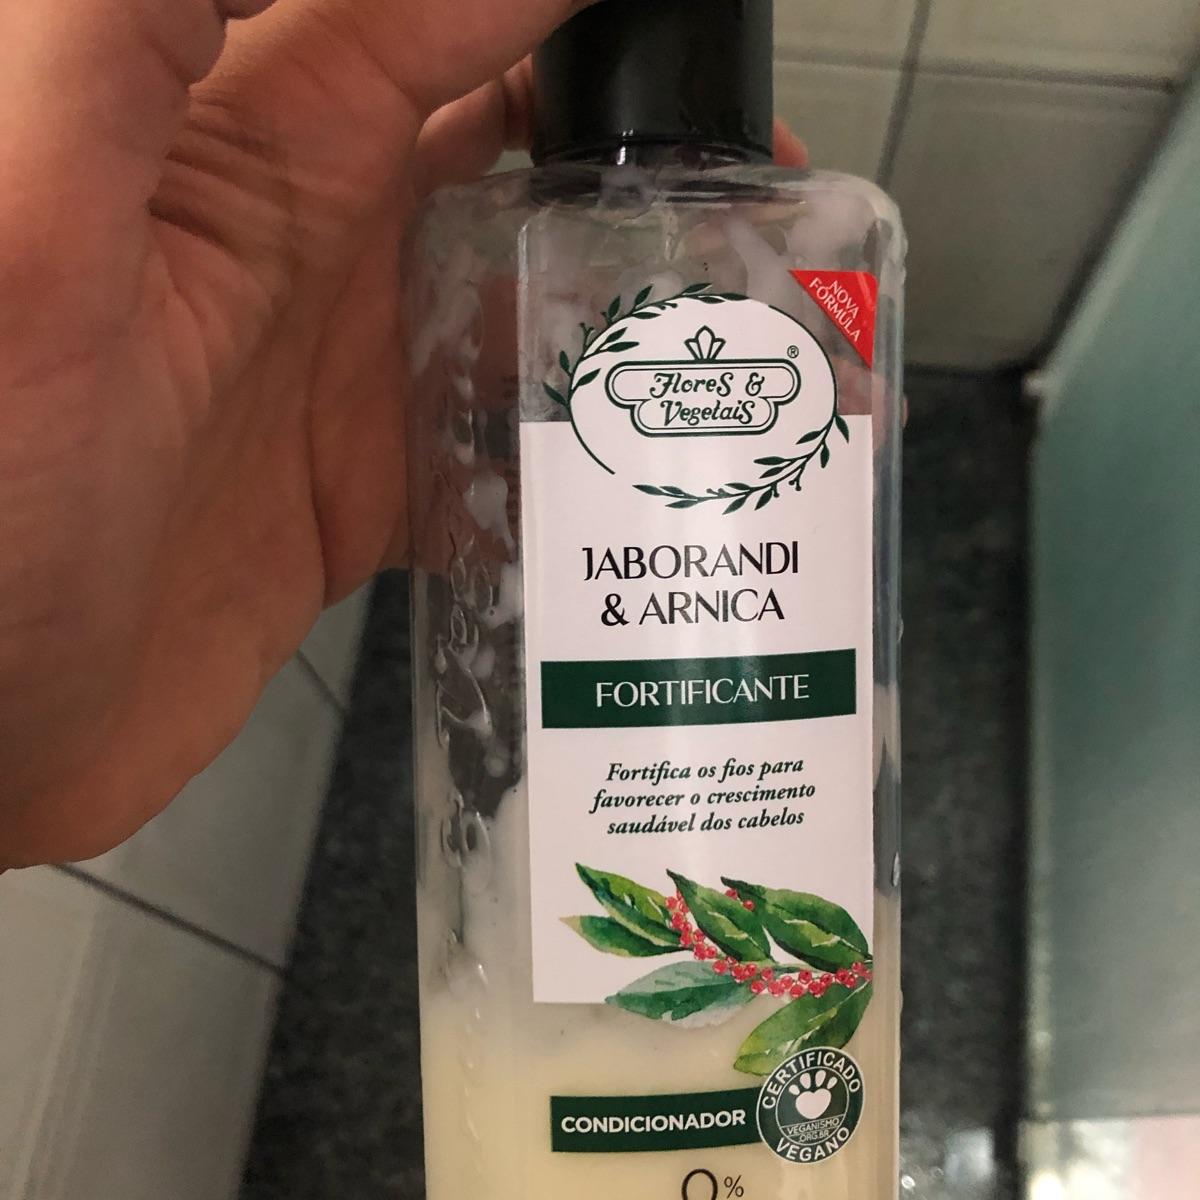 NOVA
FÓRMULA
®
Flores &
Vegetais
JABORANDI
& ARNICA
FORTIFICANTE
Fortifica os fios para
favorecer o crescimento
saudável dos cabelos
CONDICIONADOR
CERTIFICADO
VEGANISMO
.ORG.BR
VEGANO
0%